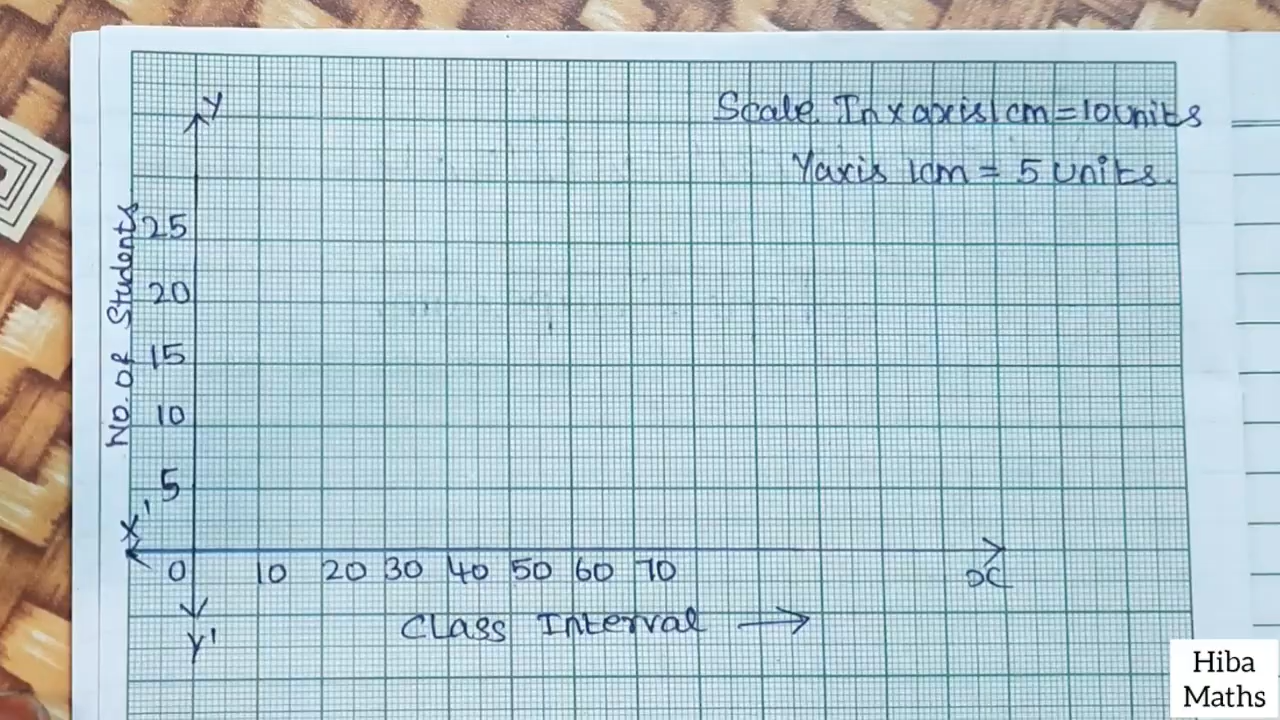 Y
Scale In x axis 1cm = 10 units
Y axis 1cm = 5 units.
No. of Students
25
20
15
10
5
X'
0 10 20 30 40 50 60 70
x
Y'
Class Interval
Hiba
Maths